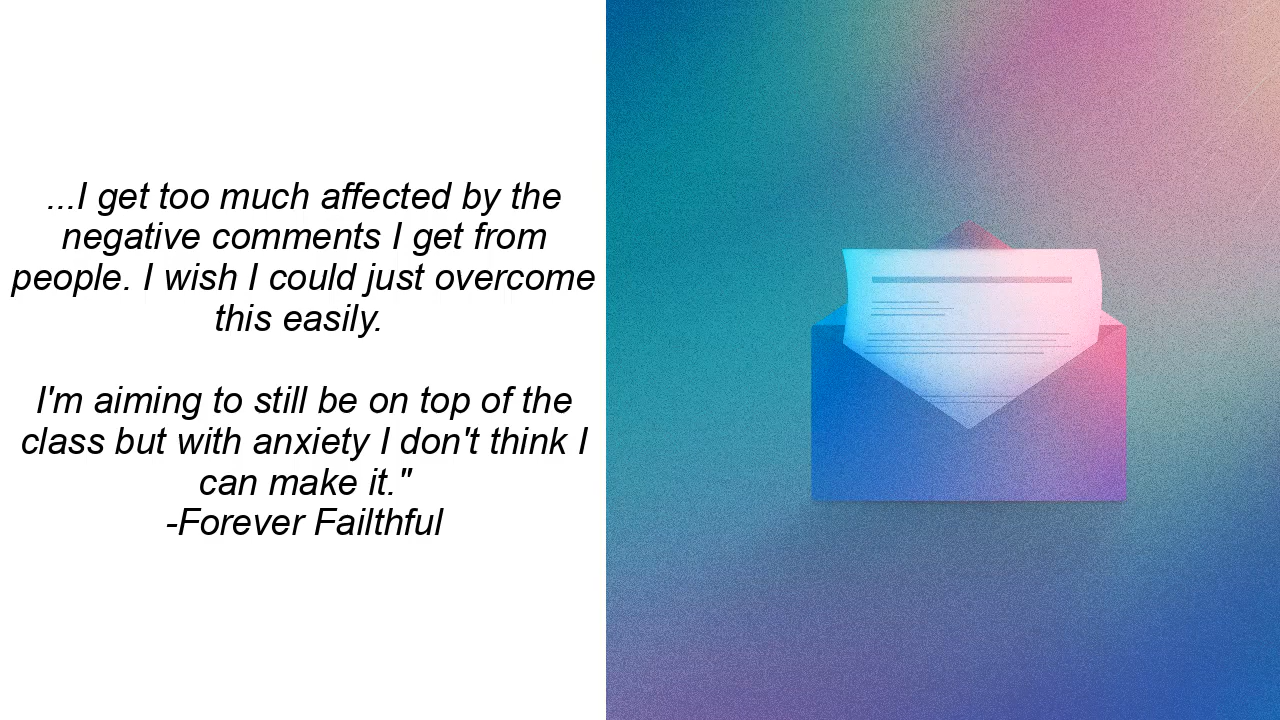 ...I get too much affected by the
negative comments I get from
people. I wish I could just overcome
this easily.
I'm aiming to still be on top of the
class but with anxiety I don't think I
can make it."
-Forever Failthful